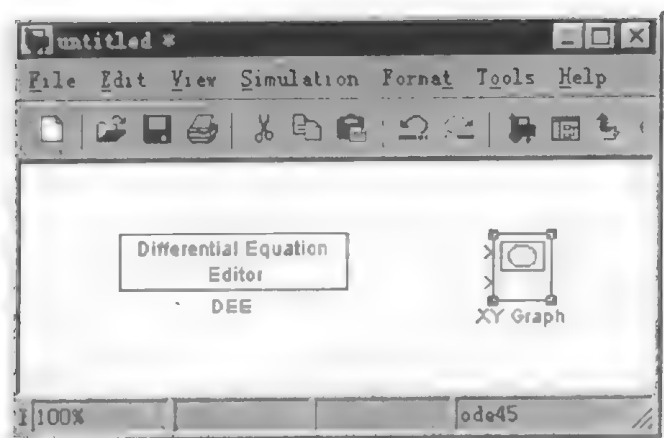 untitled *
File Edit View Simulation Format Tools Help
Differential Equation
Editor
DEE
XY Graph
100%
ode45